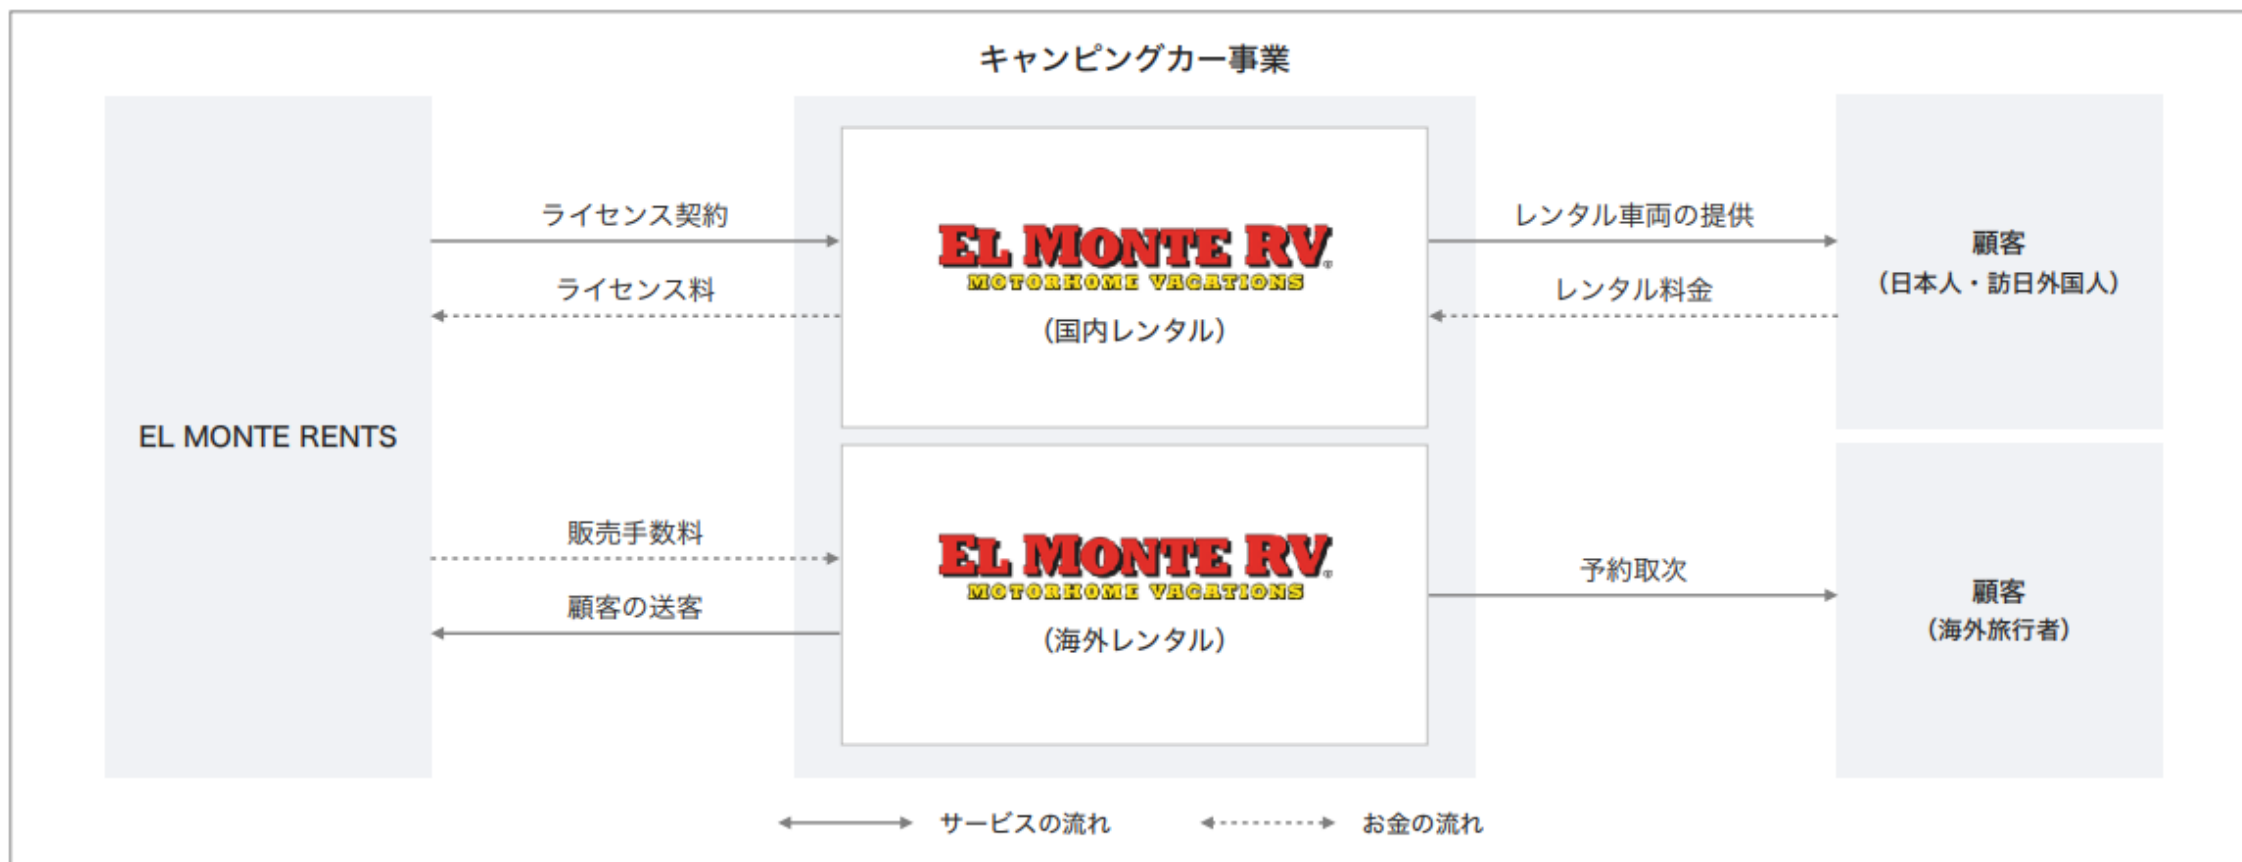 キャンピングカー事業
EL MONTE RENTS
ライセンス契約
ライセンス料
販売手数料
顧客の送客
EL MONTE RV®
MOTORHOME VACATIONS
（国内レンタル）
EL MONTE RV®
MOTORHOME VACATIONS
（海外レンタル）
レンタル車両の提供
レンタル料金
予約取次
顧客
（日本人・訪日外国人）
顧客
（海外旅行者）
サービスの流れ
お金の流れ